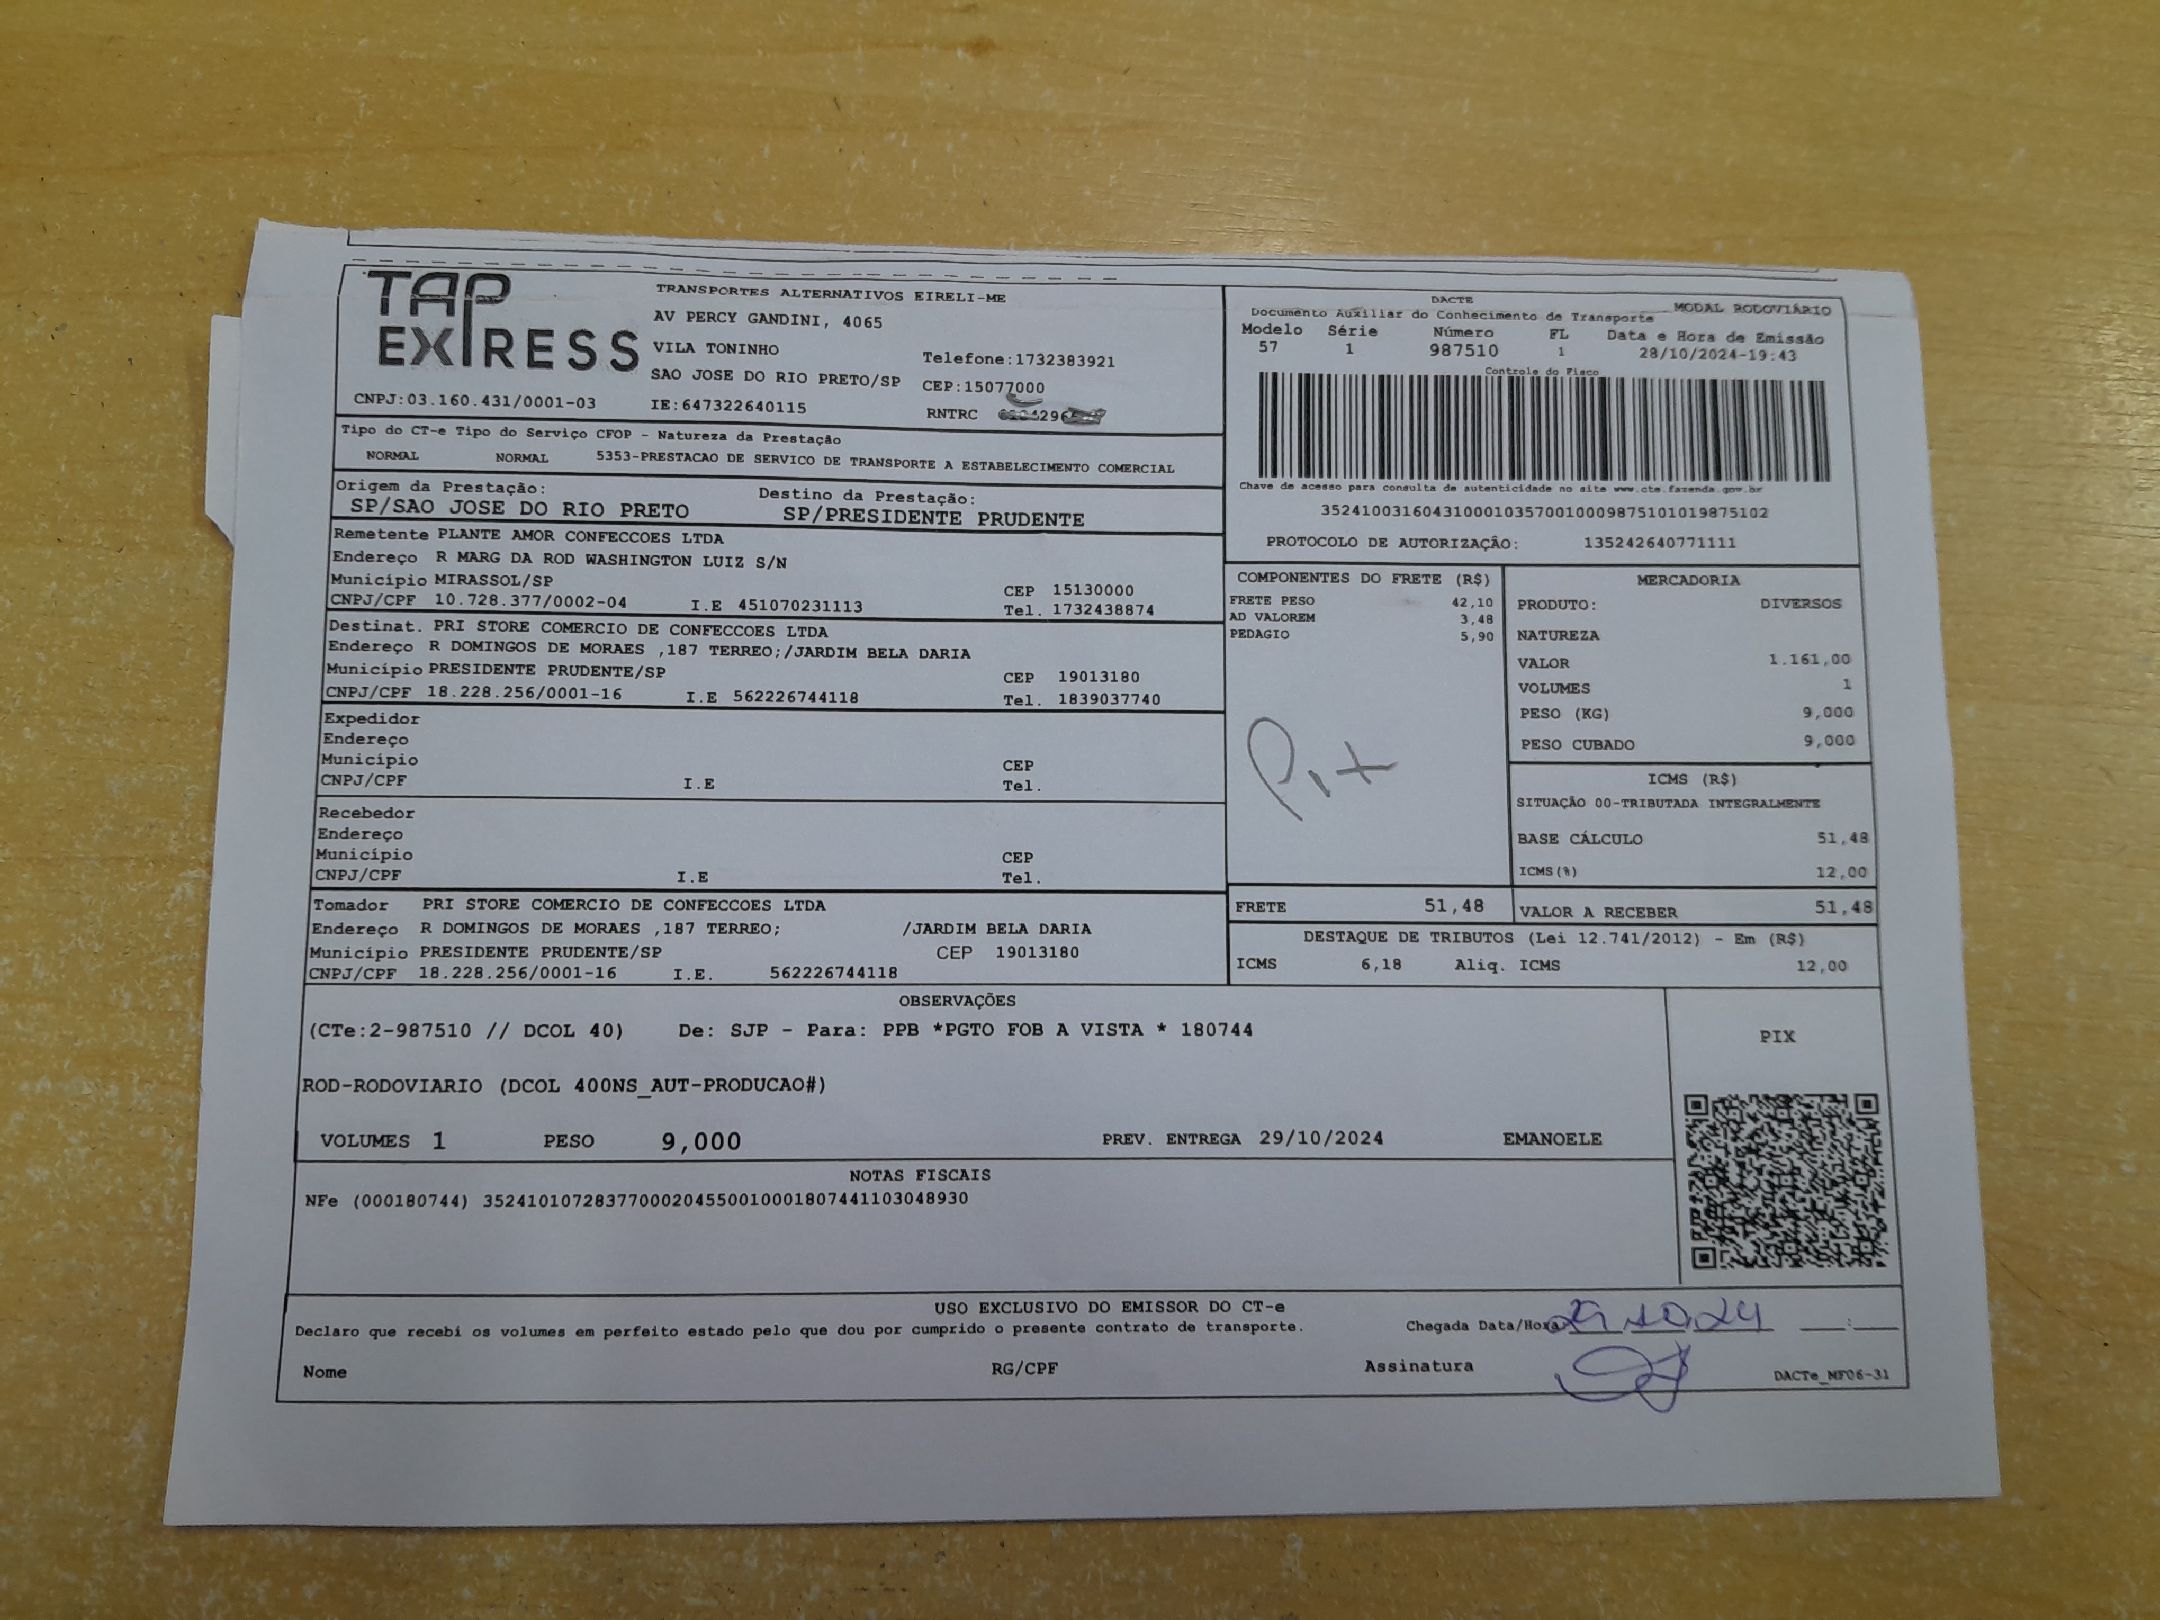 TAP EXPRESS
TRANSPORTES ALTERNATIVOS EIRELI-ME
AV PERCY GANDINI, 4065
VILA TONINHO
Telefone:1732383921
SAO JOSE DO RIO PRETO/SP CEP:15077000
CNPJ:03.160.431/0001-03 IE:647322640115 RNTRC
Tipo do CT-e Tipo do Serviço CFOP - Natureza da Prestação
NORMAL NORMAL 5353-PRESTACAO DE SERVICO DE TRANSPORTE A ESTABELECIMENTO COMERCIAL
Origem da Prestação: Destino da Prestação:
SP/SAO JOSE DO RIO PRETO SP/PRESIDENTE PRUDENTE
Remetente PLANTE AMOR CONFECCOES LTDA
Endereço R MARG DA ROD WASHINGTON LUIZ S/N
Município MIRASSOL/SP CEP 15130000
CNPJ/CPF 10.728.377/0002-04 I.E 451070231113 Tel. 1732438874
Destinat. PRI STORE COMERCIO DE CONFECCOES LTDA
Endereço R DOMINGOS DE MORAES ,187 TERREO;/JARDIM BELA DARIA
Município PRESIDENTE PRUDENTE/SP CEP 19013180
CNPJ/CPF 18.228.256/0001-16 I.E 562226744118 Tel. 1839037740
Expedidor
Endereço
Município CEP
CNPJ/CPF I.E Tel.
Recebedor
Endereço
Município CEP
CNPJ/CPF I.E Tel.
Tomador PRI STORE COMERCIO DE CONFECCOES LTDA
Endereço R DOMINGOS DE MORAES ,187 TERREO; /JARDIM BELA DARIA
Município PRESIDENTE PRUDENTE/SP CEP 19013180
CNPJ/CPF 18.228.256/0001-16 I.E. 562226744118
DACTE
Documento Auxiliar do Conhecimento de Transporte MODAL RODOVIÁRIO
Modelo Série Número FL Data e Hora de Emissão
57 1 987510 1 28/10/2024-19:43
Controle do Fisco
Chave de acesso para consulta de autenticidade no site www.cte.fazenda.gov.br
35241003160431000103570010009875101019875102
PROTOCOLO DE AUTORIZAÇÃO: 135242640771111
COMPONENTES DO FRETE (R$)
FRETE PESO 42,10
AD VALOREM 3,48
PEDAGIO 5,90
Pix
MERCADORIA
PRODUTO: DIVERSOS
NATUREZA
VALOR 1.161,00
VOLUMES 1
PESO (KG) 9,000
PESO CUBADO 9,000
ICMS (R$)
SITUAÇÃO 00-TRIBUTADA INTEGRALMENTE
BASE CÁLCULO 51,48
ICMS(%) 12,00
FRETE 51,48 VALOR A RECEBER 51,48
DESTAQUE DE TRIBUTOS (Lei 12.741/2012) - Em (R$)
ICMS 6,18 Aliq. ICMS 12,00
OBSERVAÇÕES
(CTe:2-987510 // DCOL 40) De: SJP - Para: PPB *PGTO FOB A VISTA * 180744
ROD-RODOVIARIO (DCOL 400NS_AUT-PRODUCAO#)
VOLUMES 1 PESO 9,000 PREV. ENTREGA 29/10/2024 EMANOELE
PIX
NOTAS FISCAIS
NFe (000180744) 35241010728377000204550010001807441103048930
USO EXCLUSIVO DO EMISSOR DO CT-e
Declaro que recebi os volumes em perfeito estado pelo que dou por cumprido o presente contrato de transporte. Chegada Data/Hora 29 10 24
Nome RG/CPF Assinatura DACTe_MF06-31